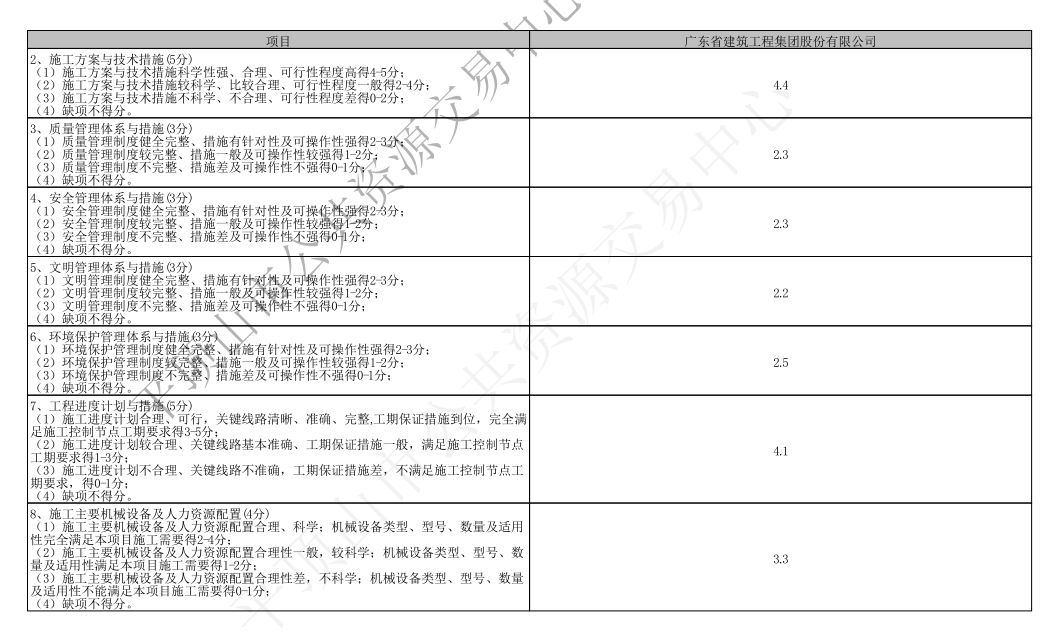 项目
广东省建筑工程集团股份有限公司
2、施工方案与技术措施(5分)
（1）施工方案与技术措施科学性强、合理、可行性程度高得4-5分；
（2）施工方案与技术措施较科学、比较合理、可行性程度一般得2-4分；
（3）施工方案与技术措施不科学、不合理、可行性程度差得0-2分；
（4）缺项不得分。
4.4
3、质量管理体系与措施(3分)
（1）质量管理制度健全完整、措施有针对性及可操作性强得2-3分；
（2）质量管理制度较完整、措施一般及可操作性较强得1-2分；
（3）质量管理制度不完整、措施差及可操作性不强得0-1分；
（4）缺项不得分。
2.3
4、安全管理体系与措施(3分)
（1）安全管理制度健全完整、措施有针对性及可操作性强得2-3分；
（2）安全管理制度较完整、措施一般及可操作性较强得1-2分；
（3）安全管理制度不完整、措施差及可操作性不强得0-1分；
（4）缺项不得分。
2.3
5、文明管理体系与措施(3分)
（1）文明管理制度健全完整、措施有针对性及可操作性强得2-3分；
（2）文明管理制度较完整、措施一般及可操作性较强得1-2分；
（3）文明管理制度不完整、措施差及可操作性不强得0-1分；
（4）缺项不得分。
2.2
6、环境保护管理体系与措施(3分)
（1）环境保护管理制度健全完整、措施有针对性及可操作性强得2-3分；
（2）环境保护管理制度较完整、措施一般及可操作性较强得1-2分；
（3）环境保护管理制度不完整、措施差及可操作性不强得0-1分；
（4）缺项不得分。
2.5
7、工程进度计划与措施(5分)
（1）施工进度计划合理、可行，关键线路清晰、准确、完整,工期保证措施到位，完全满
足施工控制节点工期要求得3-5分；
（2）施工进度计划较合理、关键线路基本准确、工期保证措施一般，满足施工控制节点
工期要求得1-3分；
（3）施工进度计划不合理、关键线路不准确，工期保证措施差，不满足施工控制节点工
期要求，得0-1分；
（4）缺项不得分。
4.1
8、施工主要机械设备及人力资源配置(4分)
（1）施工主要机械设备及人力资源配置合理、科学；机械设备类型、型号、数量及适用
性完全满足本项目施工需要得2-4分；
（2）施工主要机械设备及人力资源配置合理性一般，较科学；机械设备类型、型号、数
量及适用性满足本项目施工需要得1-2分；
（3）施工主要机械设备及人力资源配置合理性差，不科学；机械设备类型、型号、数量
及适用性不能满足本项目施工需要得0-1分；
（4）缺项不得分。
3.3
平顶山市公共资源交易中心
平顶山市公共资源交易中心